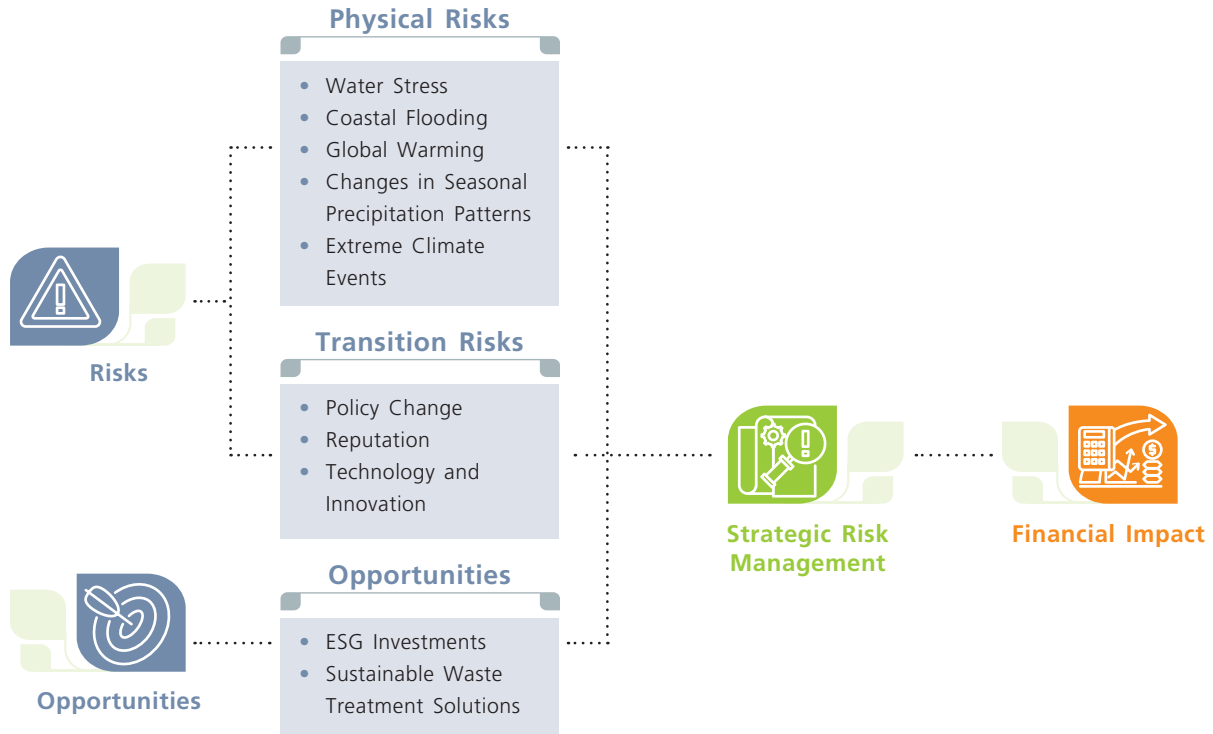 Physical Risks
• Water Stress
• Coastal Flooding
• Global Warming
• Changes in Seasonal
Precipitation Patterns
• Extreme Climate
Events
Risks
Transition Risks
• Policy Change
• Reputation
• Technology and
Innovation
Opportunities
• ESG Investments
• Sustainable Waste
Treatment Solutions
Opportunities
Strategic Risk
Management
Financial Impact